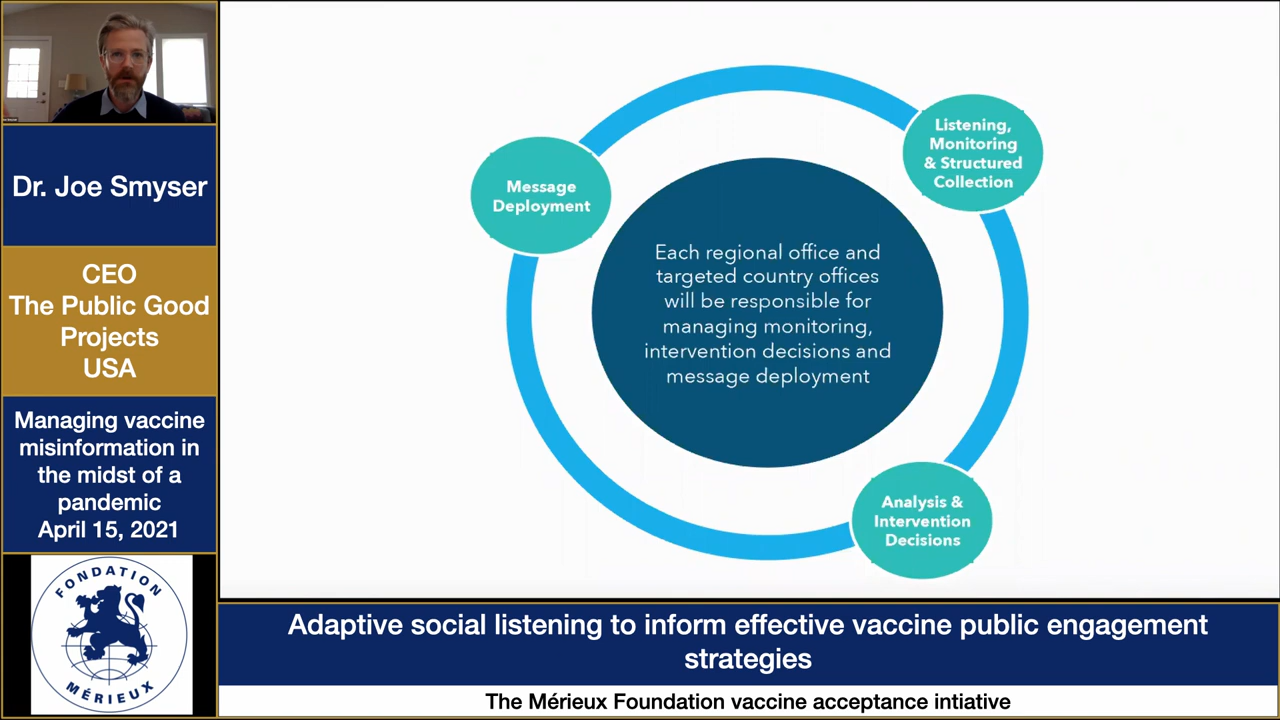 Dr. Joe Smyser
CEO
The Public Good
Projects
USA
Managing vaccine
misinformation in
the midst of a
pandemic
April 15, 2021
FONDATION
MÉRIEUX
Message
Deployment
Listening,
Monitoring
& Structured
Collection
Each regional office and
targeted country offices
will be responsible for
managing monitoring,
intervention decisions and
message deployment
Analysis &
Intervention
Decisions
Adaptive social listening to inform effective vaccine public engagement
strategies
The Mérieux Foundation vaccine acceptance intiative